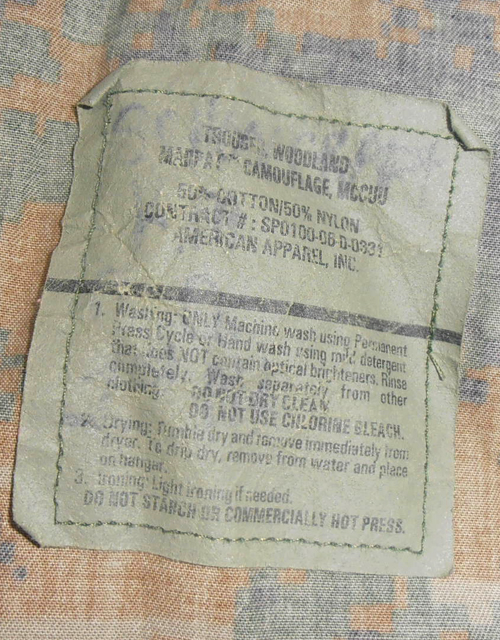 TROUSER, WOODLAND
MARPAT CAMOUFLAGE, MCCUU
50% COTTON/50% NYLON
CONTRACT # : SP0100-06-D-0331
AMERICAN APPAREL, INC.
1. Washing: ONLY Machine wash using Permanent
Press Cycle or Hand wash using mild detergent
that does NOT contain optical brighteners. Rinse
completely. Wash separately from other
clothing. DO NOT DRY CLEAN.
DO NOT USE CHLORINE BLEACH.
2. Drying: Tumble dry and remove immediately from
dryer. To drip dry, remove from water and place
on hangar.
3. Ironing: Light ironing if needed.
DO NOT STARCH OR COMMERCIALLY HOT PRESS.